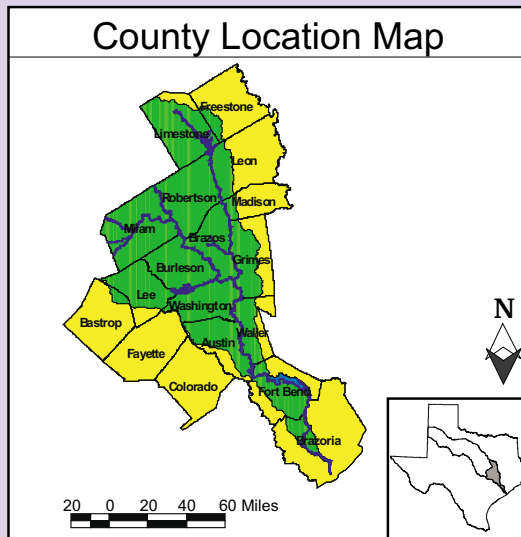 County Location Map
Freestone
Limestone
Leon
Robertson
Madison
Milam
Brazos
Grimes
Burleson
Lee
Washington
Bastrop
Waller
Austin
Fayette
Colorado
Fort Bend
Brazoria
N
20 0 20 40 60 Miles